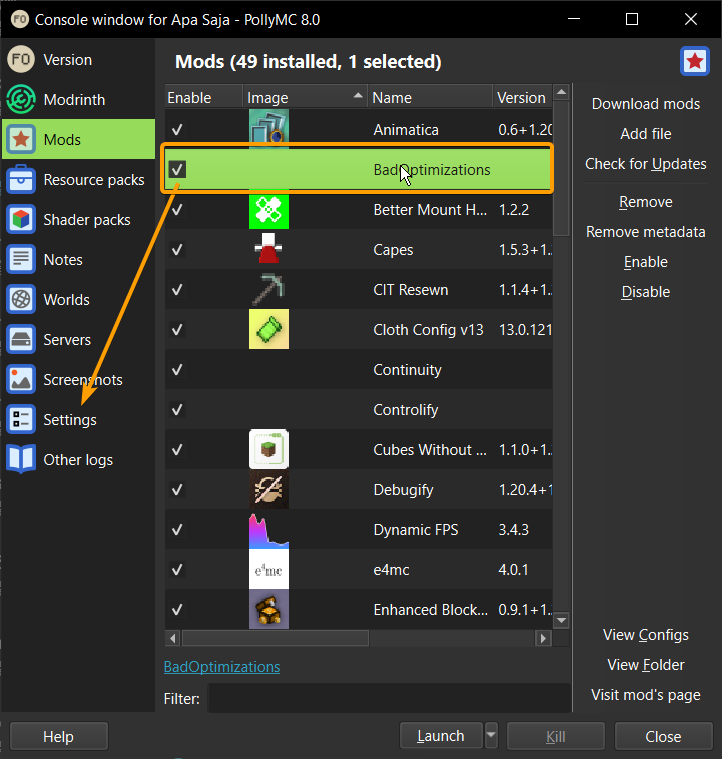 FO Console window for Apa Saja - PollyMC 8.0
FO Version
Modrinth
Mods
Resource packs
Shader packs
Notes
Worlds
Servers
Screenshots
Settings
Other logs
Mods (49 installed, 1 selected)
Enable Image Name Version
Animatica 0.6+1.20
BadOptimizations
Better Mount H... 1.2.2
Capes 1.5.3+1..
CIT Resewn 1.1.4+1..
Cloth Config v13 13.0.121
Continuity
Controlify
Cubes Without ... 1.1.0+1..
Debugify 1.20.4+1
Dynamic FPS 3.4.3
e4mc e4mc 4.0.1
Enhanced Block... 0.9.1+1..
BadOptimizations
Filter:
Download mods
Add file
Check for Updates
Remove
Remove metadata
Enable
Disable
View Configs
View Folder
Visit mod's page
Help Launch Kill Close